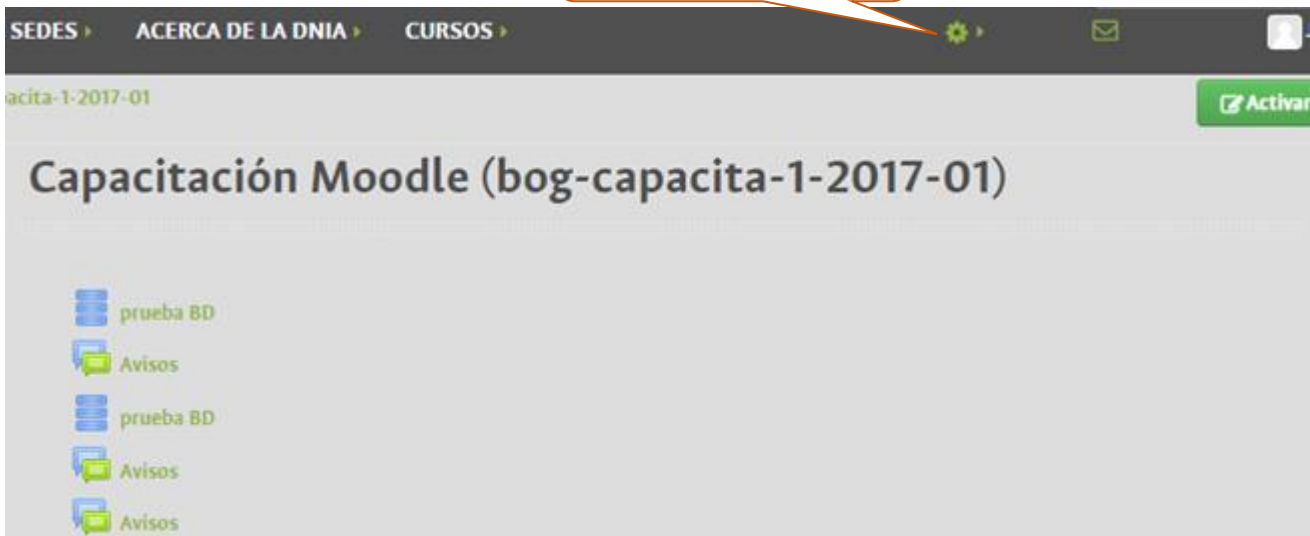 SEDES ACERCA DE LA DNIA CURSOS
acita-1-2017-01 Activar
Capacitación Moodle (bog-capacita-1-2017-01)
prueba BD
Avisos
prueba BD
Avisos
Avisos